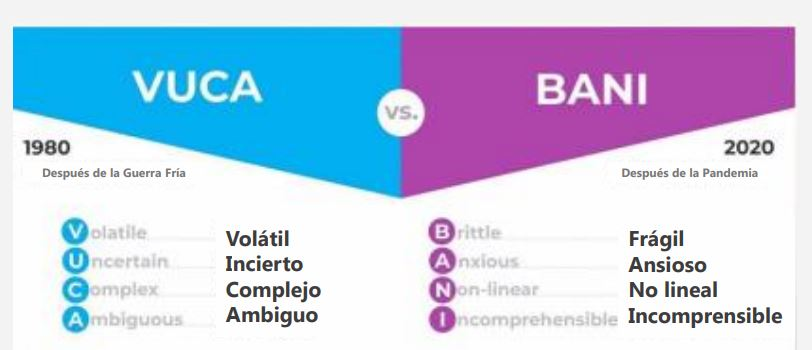 VUCA
vs.
BANI
1980
Después de la Guerra Fría
2020
Después de la Pandemia
Volatile
Uncertain
Complex
Ambiguous
Volátil
Incierto
Complejo
Ambiguo
Brittle
Anxious
Non-linear
Incomprehensible
Frágil
Ansioso
No lineal
Incomprensible